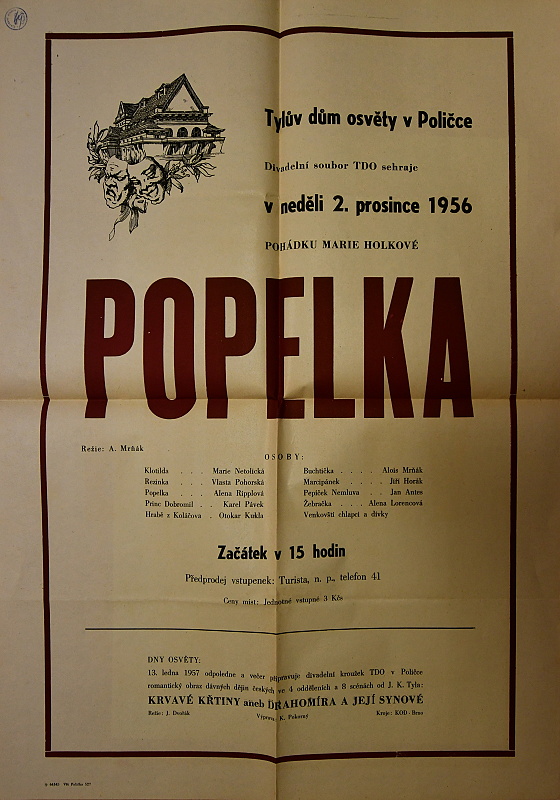 Tylův dům osvěty v Poličce
Divadelní soubor TDO sehraje
v neděli 2. prosince 1956
POHÁDKU MARIE HOLKOVÉ
POPELKA
Režie: A. Mrňák
OSOBY:
Klotilda . . . Marie Netolická
Rezinka . . . Vlasta Pohorská
Popelka . . . Alena Ripplová
Princ Dobromil . . Karel Pávek
Hrabě z Koláčova . Otokar Kukla
Buchtička . . . . Alois Mrňák
Marcipánek . . . . Jiří Horák
Pepíček Nemluva . . Jan Antes
Žebračka . . . Alena Lorencová
Venkovští chlapci a dívky
Začátek v 15 hodin
Předprodej vstupenek: Turista, n. p., telefon 41
Ceny míst: Jednotné vstupné 3 Kčs
DNY OSVĚTY:
13. ledna 1957 odpoledne a večer připravuje divadelní kroužek TDO v Poličce
romantický obraz dávných dějin českých ve 4 odděleních a 8 scénách od J. K. Tyla:
KRVAVÉ KŘTINY aneb DRAHOMÍRA A JEJÍ SYNOVÉ
Režie: J. Dvořák Výprava: K. Pokorný Kroje: KOD - Brno